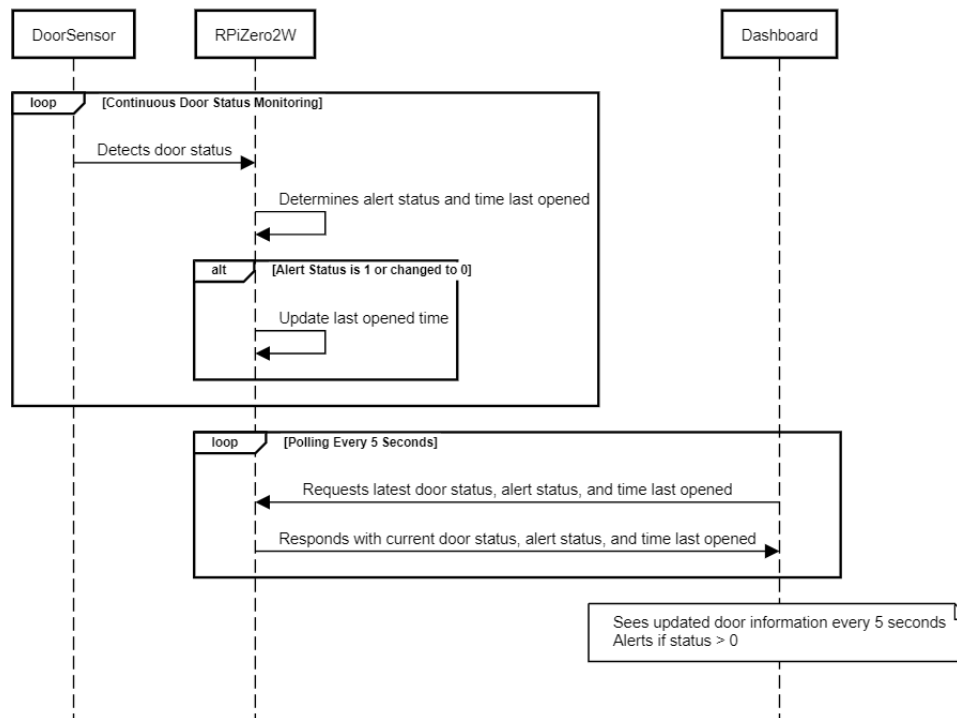 DoorSensor
RPiZero2W
Dashboard
loop
[Continuous Door Status Monitoring]
Detects door status
Determines alert status and time last opened
alt
[Alert Status is 1 or changed to 0]
Update last opened time
loop
[Polling Every 5 Seconds]
Requests latest door status, alert status, and time last opened
Responds with current door status, alert status, and time last opened
Sees updated door information every 5 seconds
Alerts if status > 0